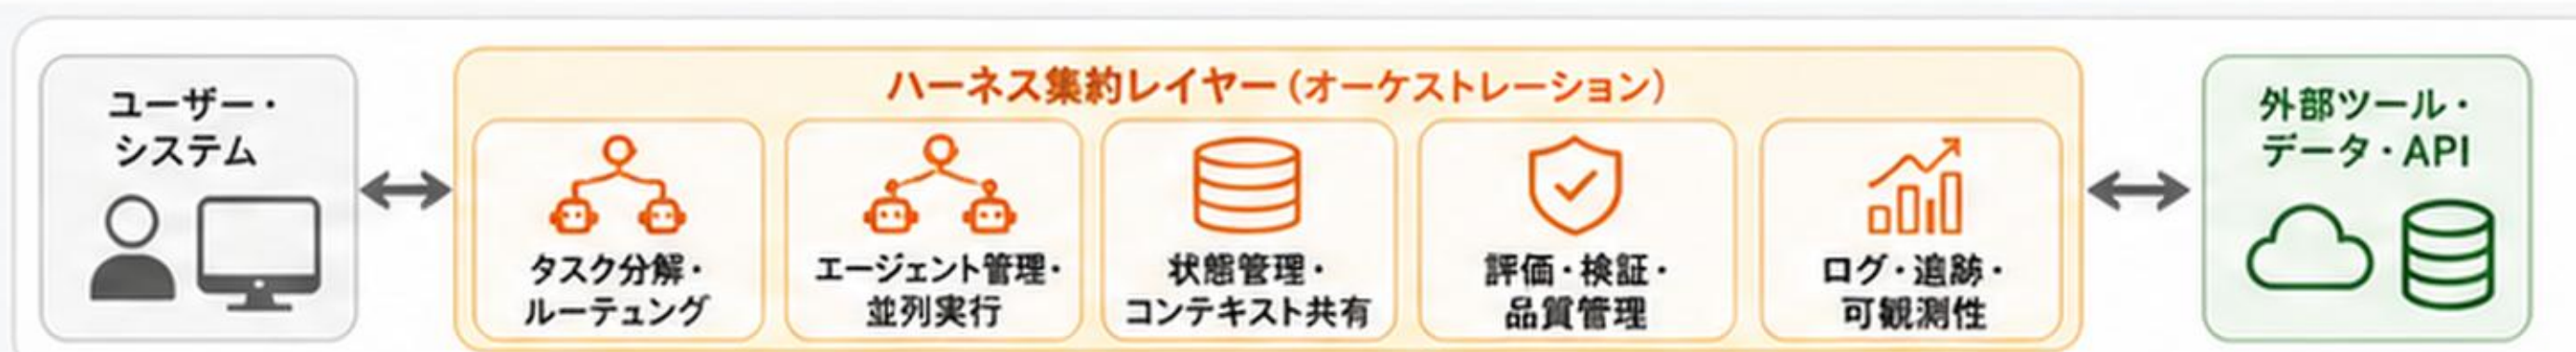 ユーザー・
システム
ハーネス集約レイヤー（オーケストレーション）
タスク分解・
ルーテュング
エージェント管理・
並列実行
状態管理・
コンテキスト共有
評価・検証・
品質管理
ログ・追跡・
可観測性
外部ツール・
データ・API